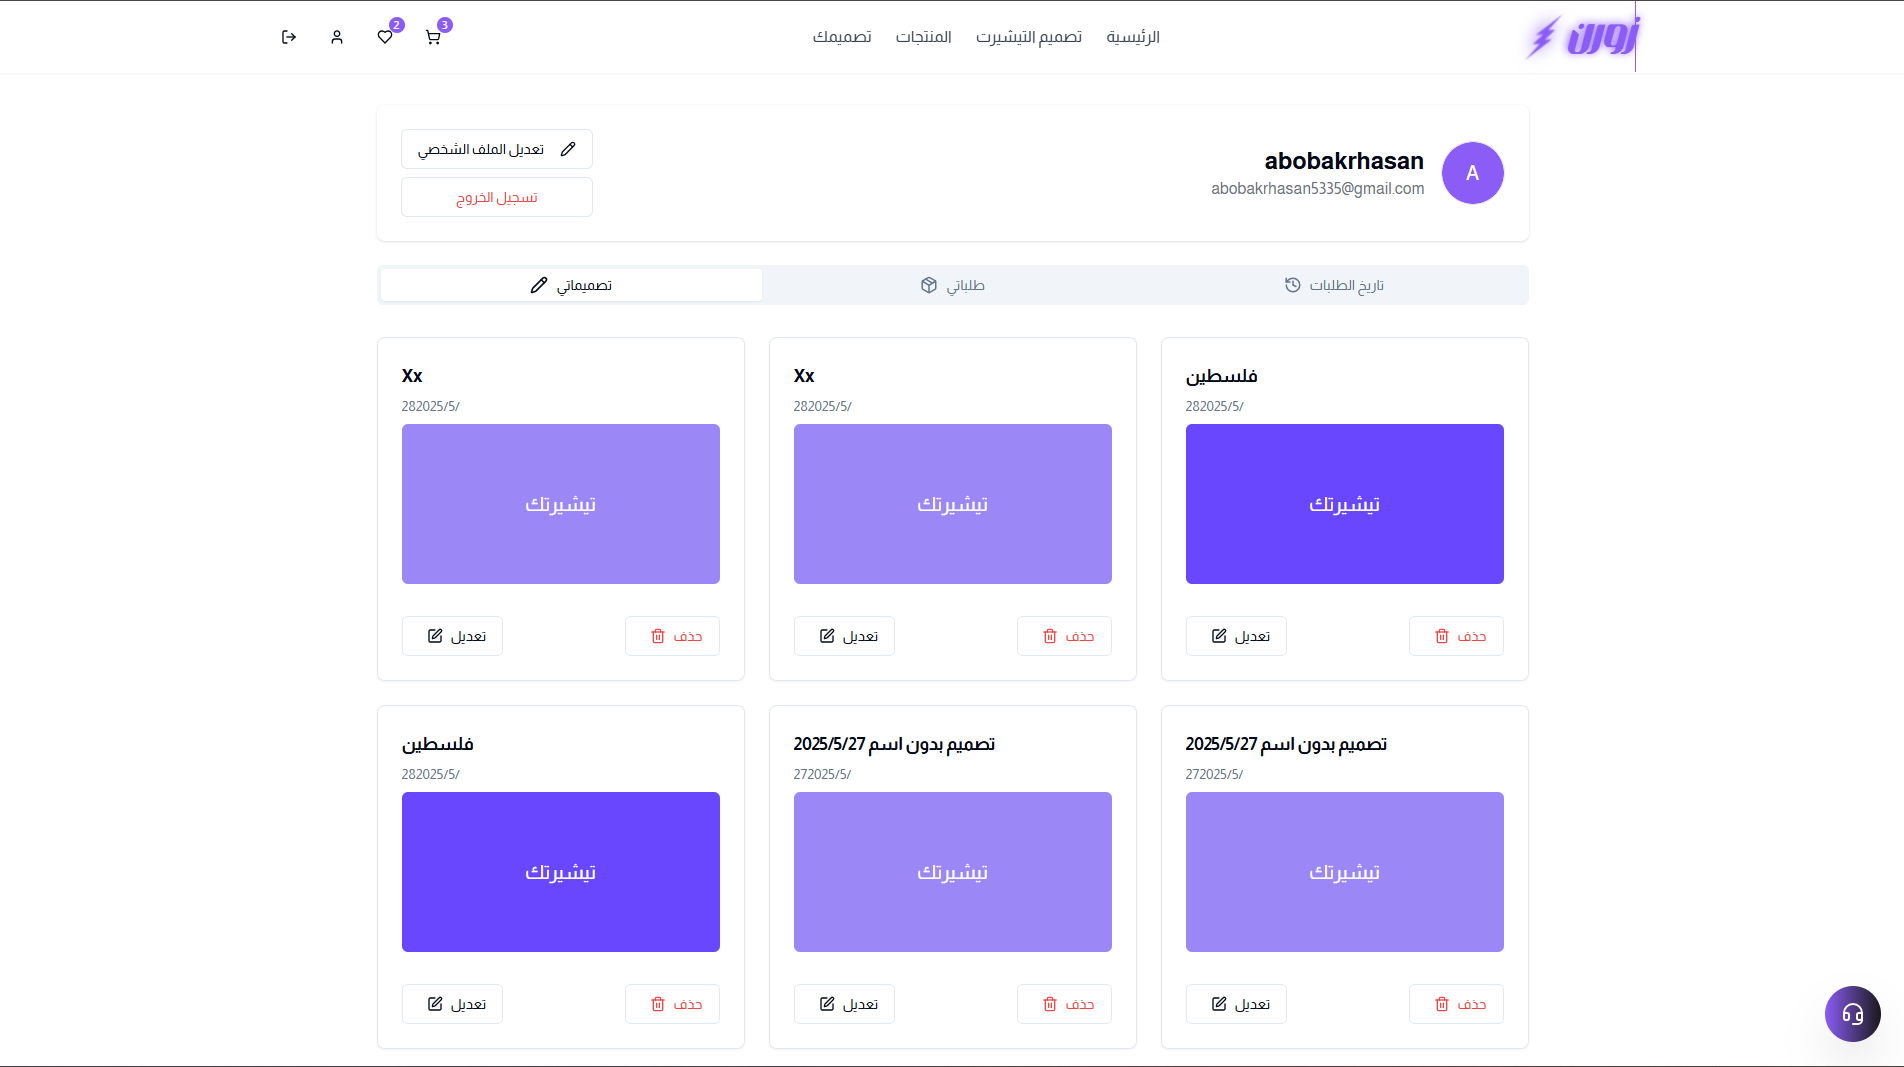 زورن
الرئيسية
تصميم التيشيرت
المنتجات
تصميمك
3
2
A
abobakrhasan
abobakrhasan5335@gmail.com
تعديل الملف الشخصي
تسجيل الخروج
تاريخ الطلبات
طلباتي
تصميماتي
فلسطين
282025/5/
تيشيرتك
حذف
تعديل
Xx
282025/5/
تيشيرتك
حذف
تعديل
Xx
282025/5/
تيشيرتك
حذف
تعديل
تصميم بدون اسم 2025/5/27
272025/5/
تيشيرتك
حذف
تعديل
تصميم بدون اسم 2025/5/27
272025/5/
تيشيرتك
حذف
تعديل
فلسطين
282025/5/
تيشيرتك
حذف
تعديل